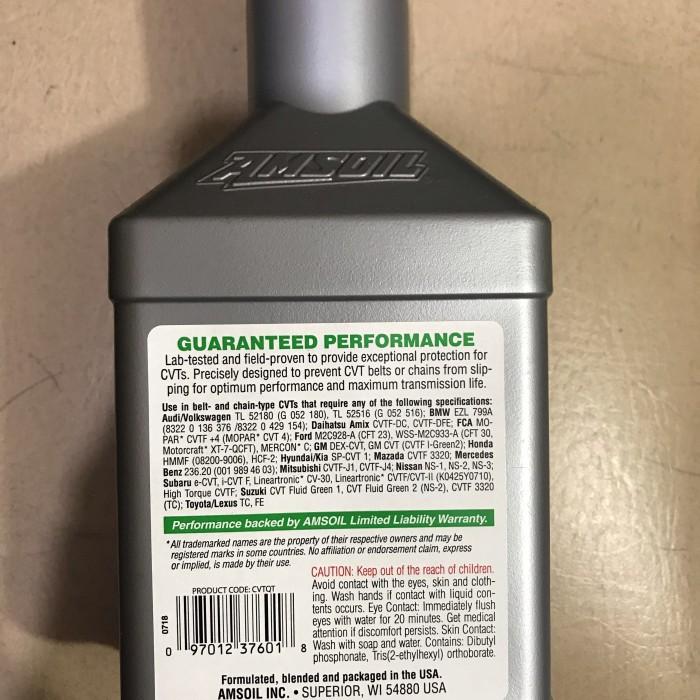 AMSOIL
GUARANTEED PERFORMANCE
Lab-tested and field-proven to provide exceptional protection for
CVTs. Precisely designed to prevent CVT belts or chains from slip-
ping for optimum performance and maximum transmission life.
Use in belt- and chain-type CVTs that require any of the following specifications:
Audi/Volkswagen TL 52180 (G 052 180), TL 52516 (G 052 516); BMW EZL 799A
(8322 0 136 376 /8322 0 429 154); Daihatsu Amix CVTF-DC, CVTF-DFE; FCA MO-
PAR* CVTF +4 (MOPAR* CVT 4); Ford M2C928-A (CFT 23), WSS-M2C933-A (CFT 30,
Motorcraft* XT-7-QCFT), MERCON* C; GM DEX-CVT, GM CVT (CVTF I-Green2); Honda
HMMF (08200-9006), HCF-2; Hyundai/Kia SP-CVT 1; Mazada CVTF 3320; Mercedes
Benz 236.20 (001 989 46 03); Mitsubishi CVTF-J1, CVTF-J4; Nissan NS-1, NS-2, NS-3;
Subaru e-CVT, i-CVT F, Lineartronic* CV-30, Lineartronic* CVTF/CVT-II (K0425Y0710),
High Torque CVTF; Suzuki CVT Fluid Green 1, CVT Fluid Green 2 (NS-2), CVTF 3320
(TC); Toyota/Lexus TC, FE
Performance backed by AMSOIL Limited Liability Warranty.
*All trademarked names are the property of their respective owners and may be
registered marks in some countries. No affiliation or endorsement claim, express
or implied, is made by their use.
PRODUCT CODE: CVTQT
0718
0 97012 37601 8
CAUTION: Keep out of the reach of children.
Avoid contact with the eyes, skin and cloth-
ing. Wash hands if contact with liquid con-
tents occurs. Eye Contact: Immediately flush
eyes with water for 20 minutes. Get medical
attention if discomfort persists. Skin Contact:
Wash with soap and water. Contains: Dibutyl
phosphonate, Tris(2-ethylhexyl) orthoborate.
Formulated, blended and packaged in the USA.
AMSOIL INC. • SUPERIOR, WI 54880 USA